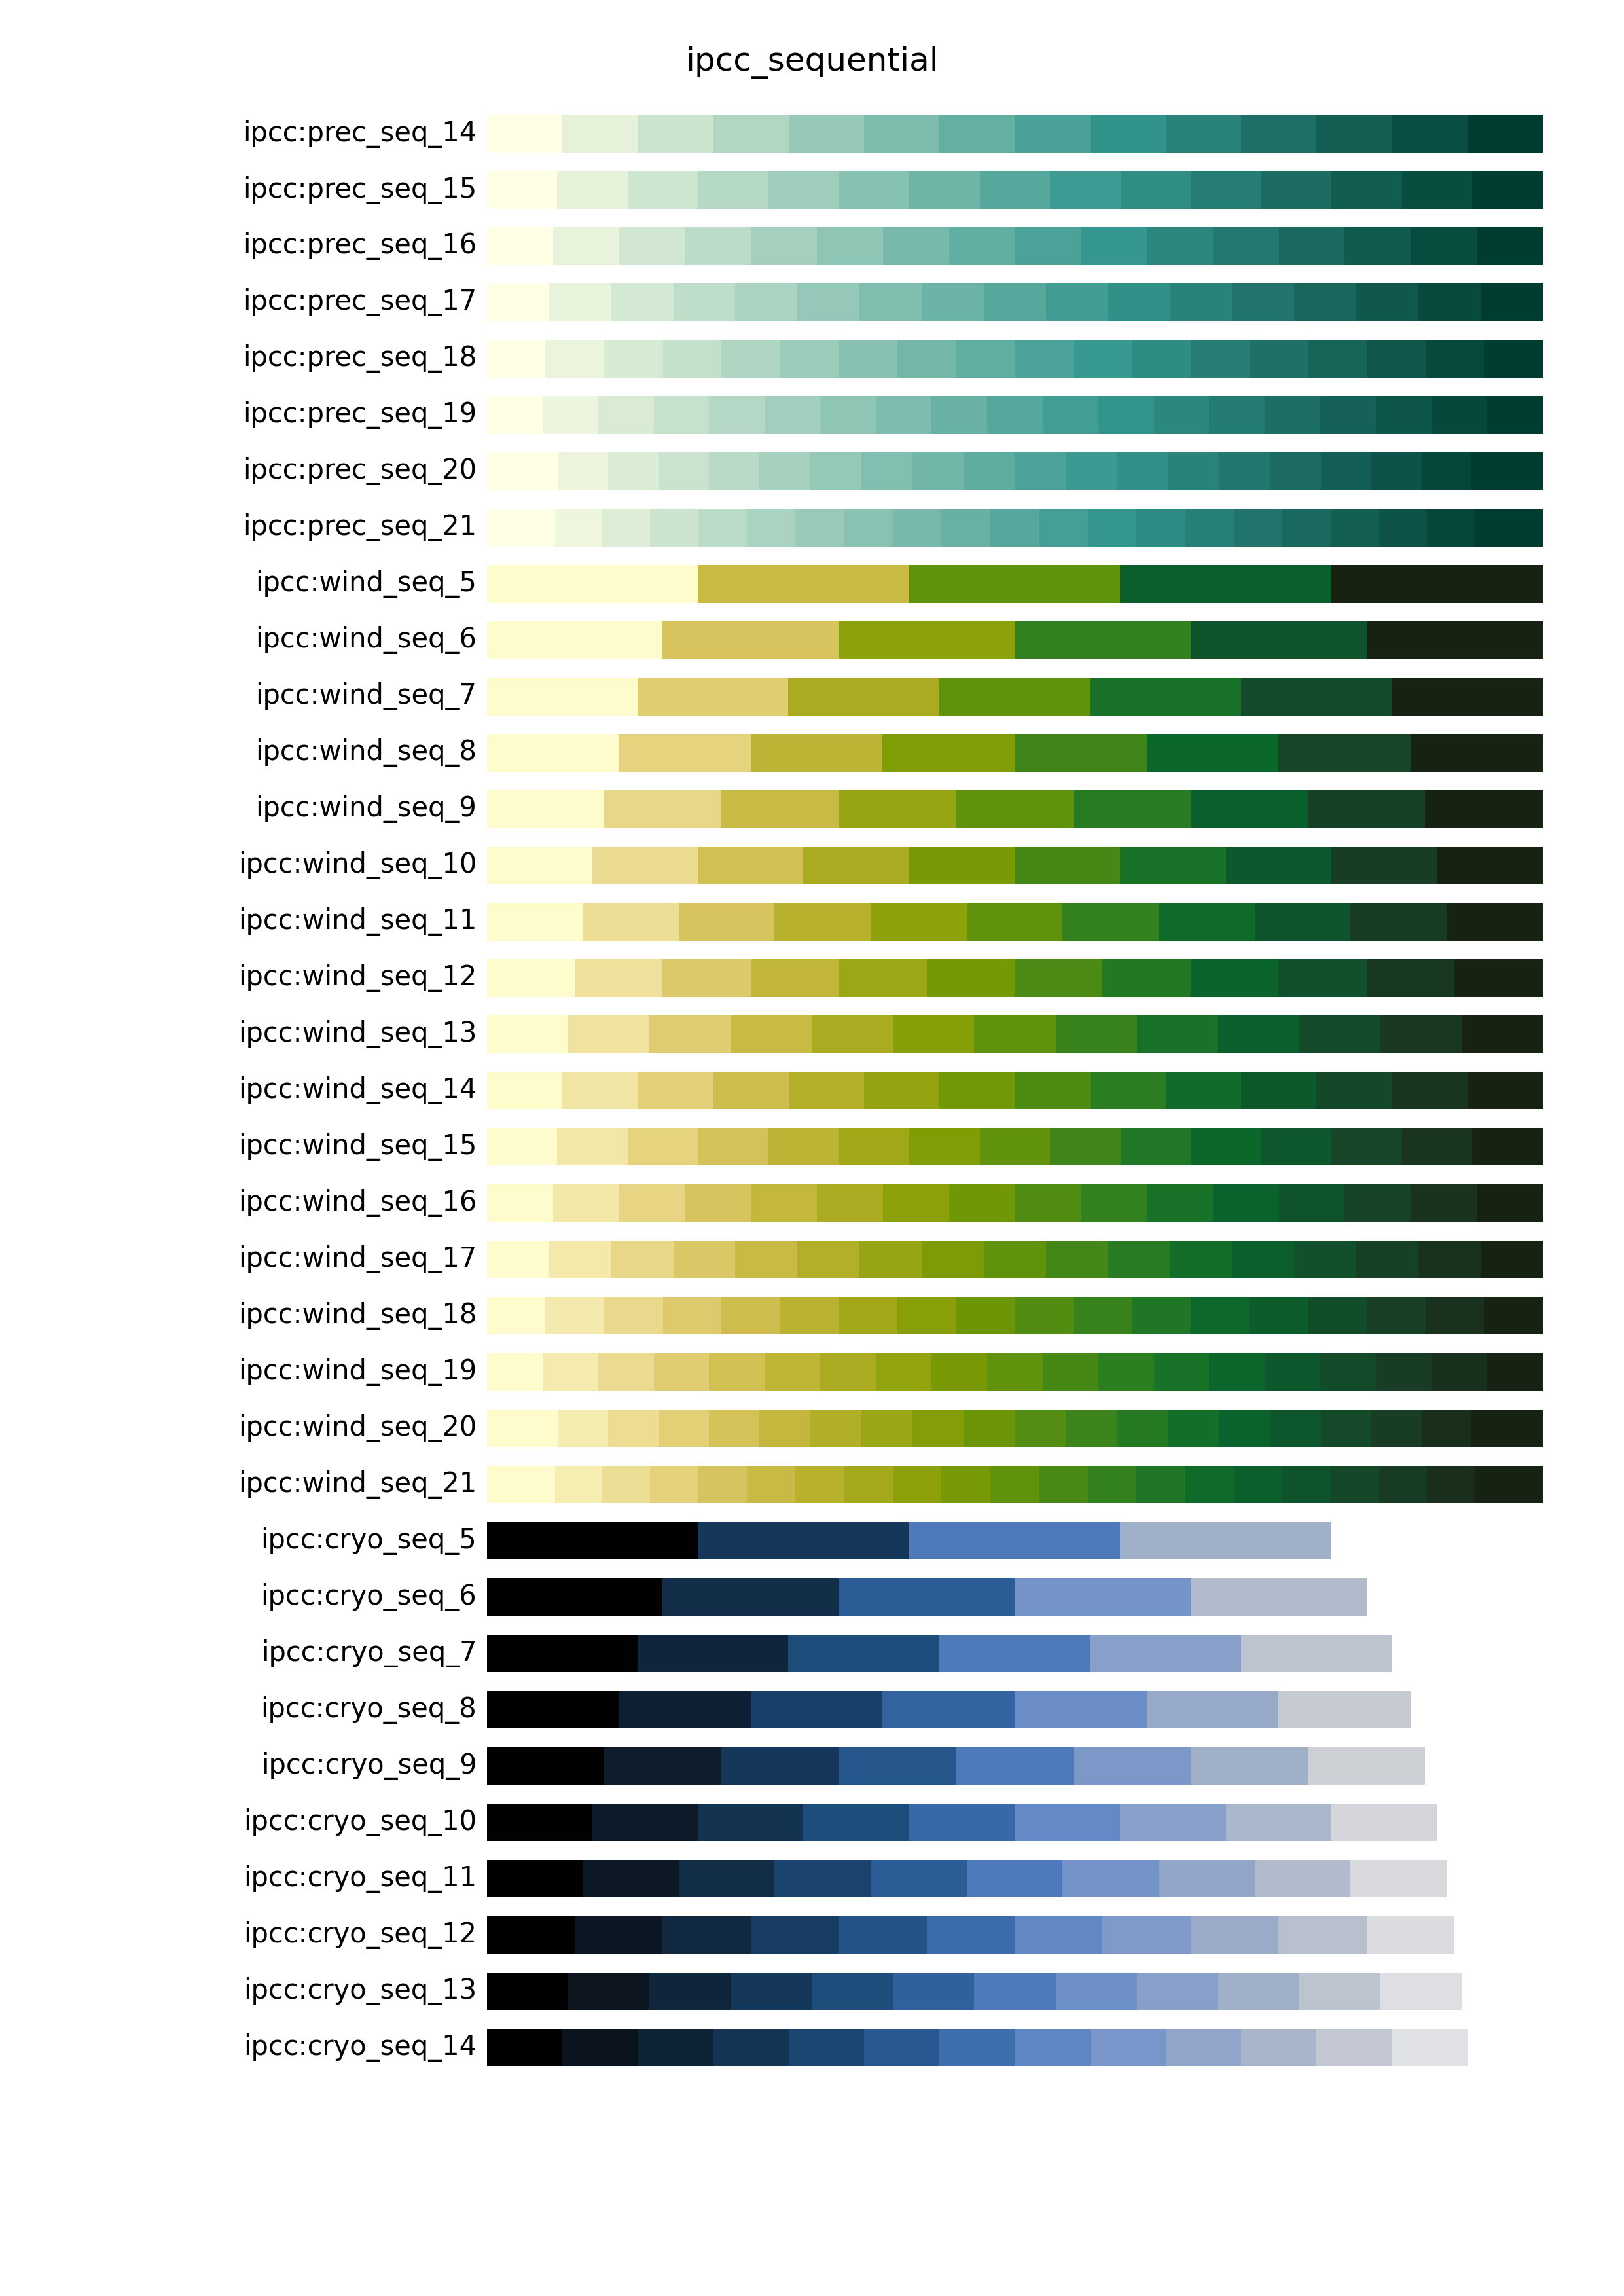 ipcc_sequential
ipcc:prec_seq_14
ipcc:prec_seq_15
ipcc:prec_seq_16
ipcc:prec_seq_17
ipcc:prec_seq_18
ipcc:prec_seq_19
ipcc:prec_seq_20
ipcc:prec_seq_21
ipcc:wind_seq_5
ipcc:wind_seq_6
ipcc:wind_seq_7
ipcc:wind_seq_8
ipcc:wind_seq_9
ipcc:wind_seq_10
ipcc:wind_seq_11
ipcc:wind_seq_12
ipcc:wind_seq_13
ipcc:wind_seq_14
ipcc:wind_seq_15
ipcc:wind_seq_16
ipcc:wind_seq_17
ipcc:wind_seq_18
ipcc:wind_seq_19
ipcc:wind_seq_20
ipcc:wind_seq_21
ipcc:cryo_seq_5
ipcc:cryo_seq_6
ipcc:cryo_seq_7
ipcc:cryo_seq_8
ipcc:cryo_seq_9
ipcc:cryo_seq_10
ipcc:cryo_seq_11
ipcc:cryo_seq_12
ipcc:cryo_seq_13
ipcc:cryo_seq_14